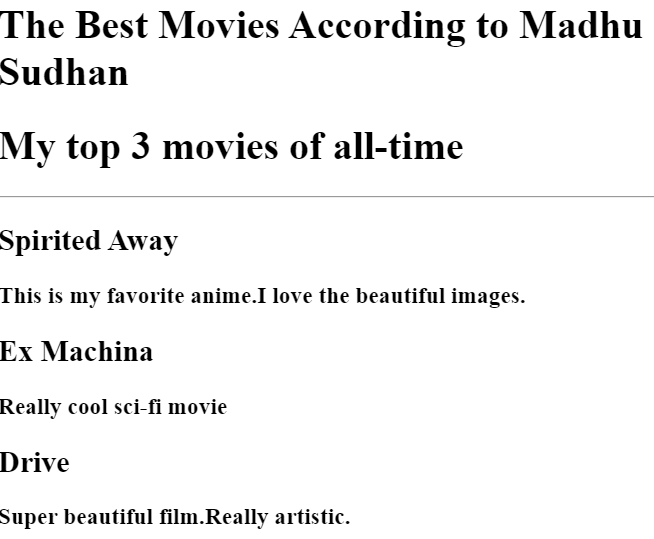 The Best Movies According to Madhu
Sudhan
My top 3 movies of all-time
Spirited Away
This is my favorite anime.I love the beautiful images.
Ex Machina
Really cool sci-fi movie
Drive
Super beautiful film.Really artistic.